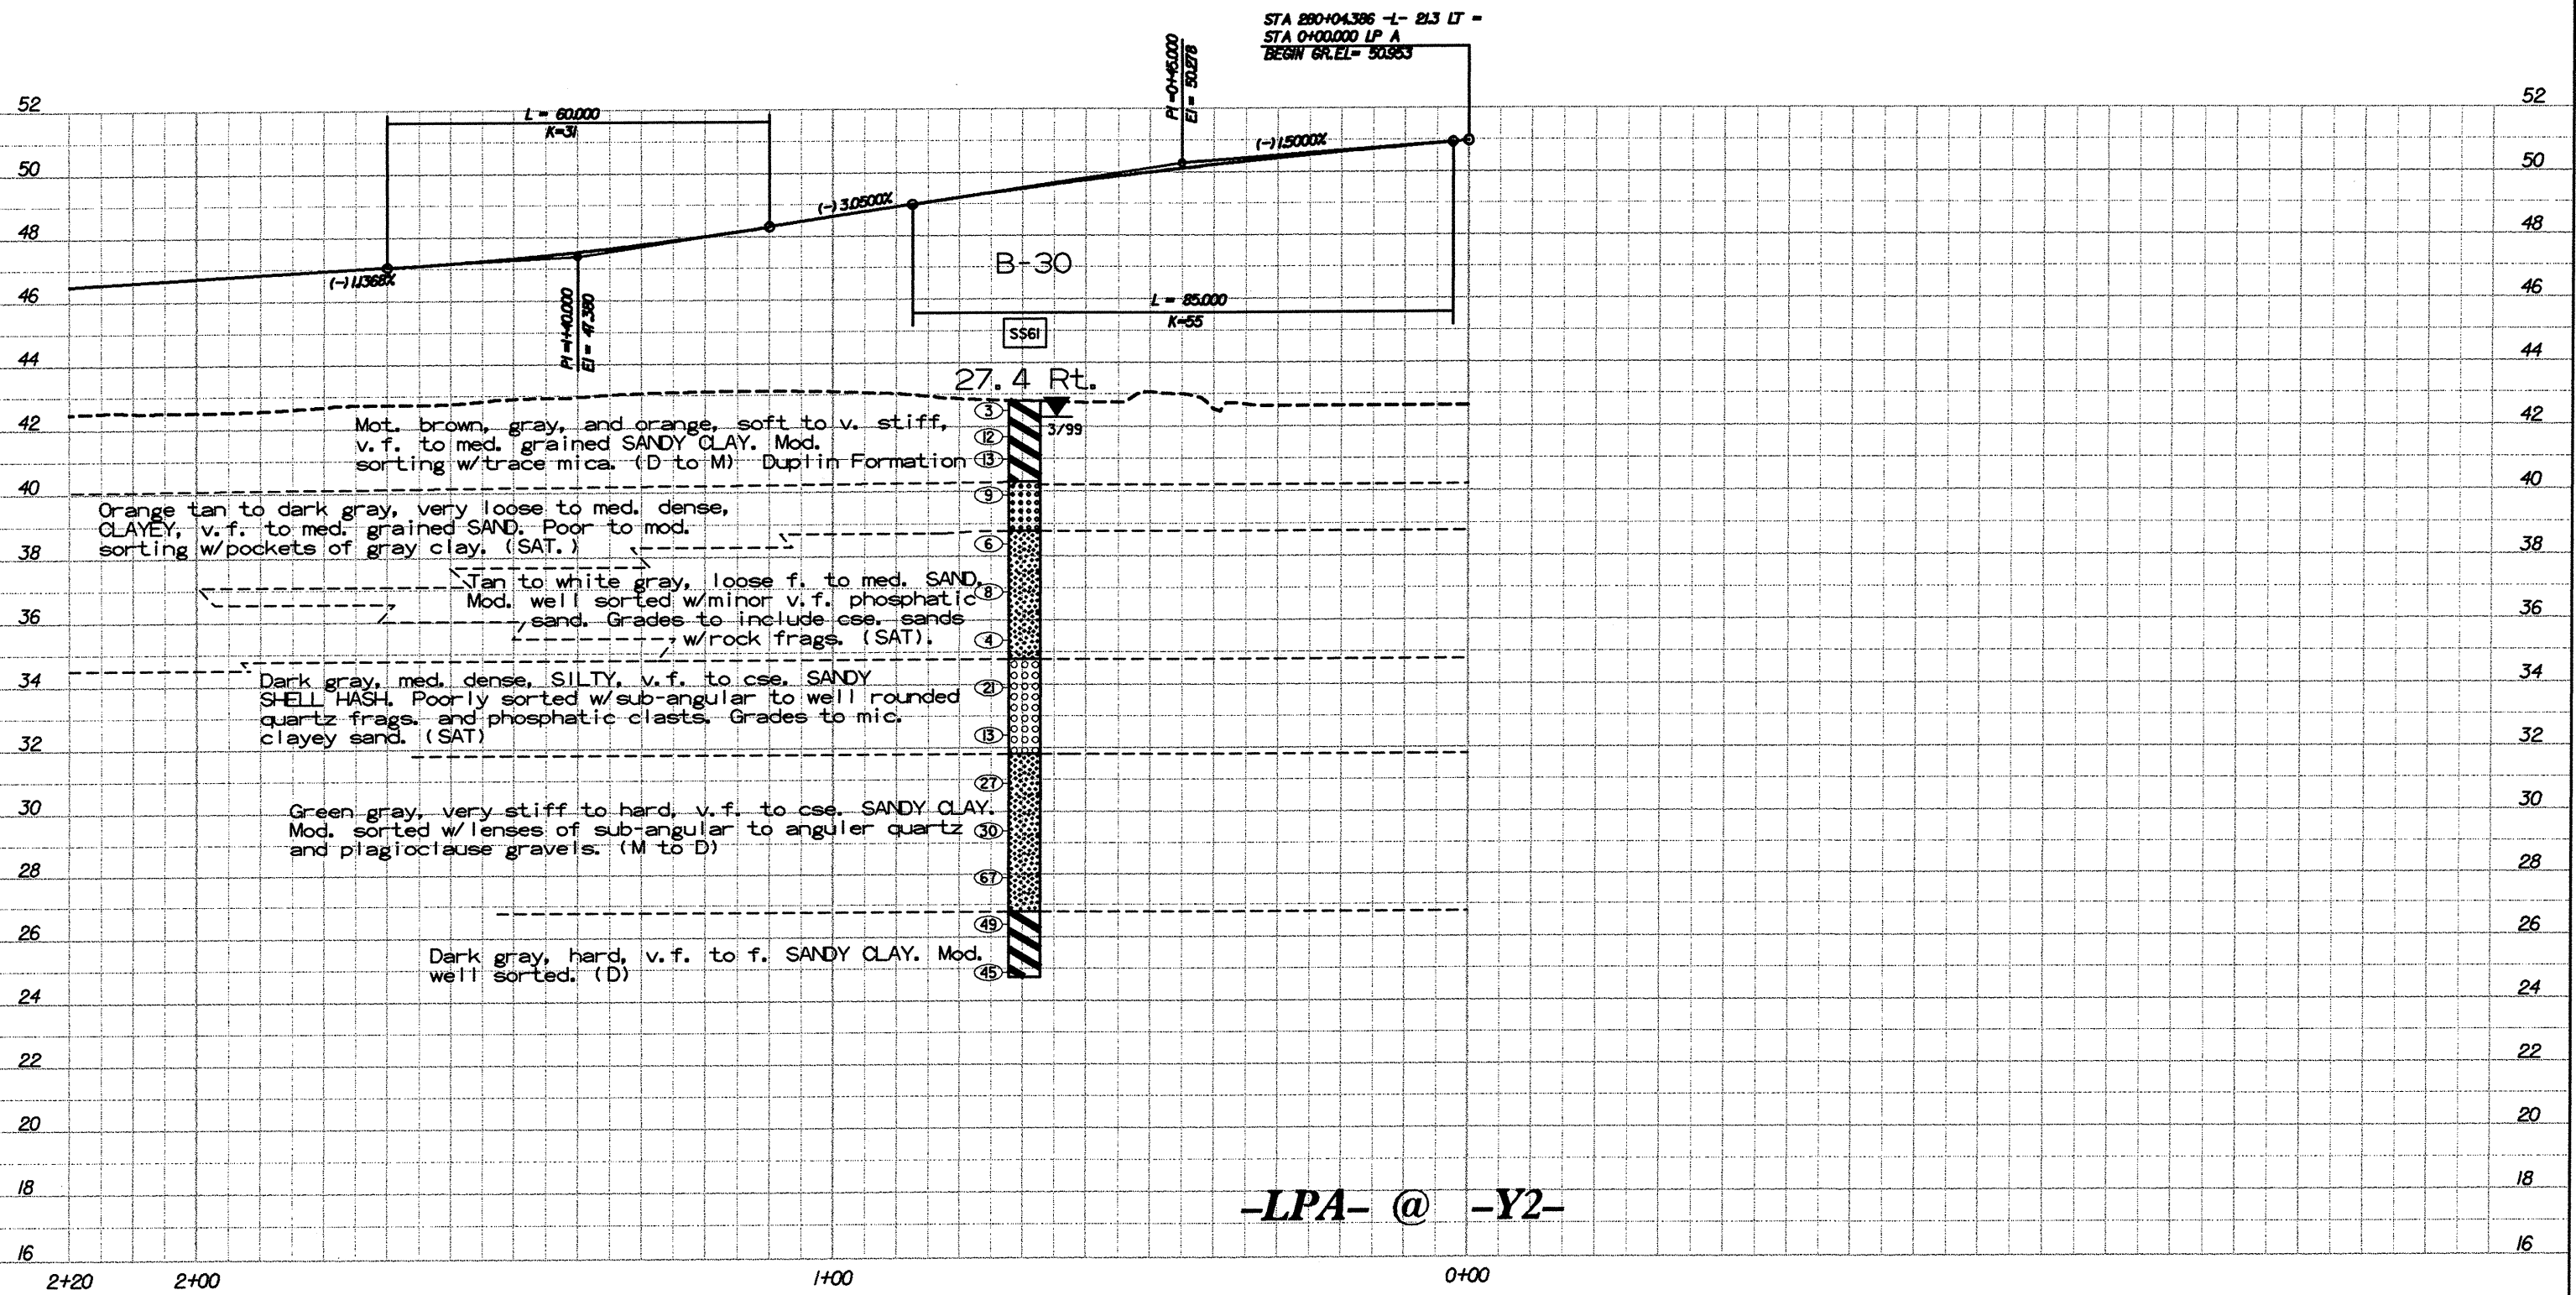 STA 280+04.386 -L- 21.3 LT =
STA 0+00.000 LP A
BEGIN GR.EL= 50.953
PI =0+45.000
El = 50.278
52
52
L = 60.000
K=31
(-)1.5000%
50
50
(-)3.0500%
48
48
B-30
(-)1.1368%
46
46
PI =1+40.000
El = 47.380
L = 85.000
K=55
SS61
44
44
27.4 Rt.
3
3/99
42
42
Mot. brown, gray, and orange, soft to v. stiff,
v.f. to med. grained SANDY CLAY. Mod.
sorting w/trace mica. (D to M) Duplin Formation
12
13
40
40
9
Orange tan to dark gray, very loose to med. dense,
CLAYEY, v.f. to med. grained SAND. Poor to mod.
sorting w/pockets of gray clay. (SAT.)
38
38
6
Tan to white gray, loose f. to med. SAND.
Mod. well sorted w/minor v.f. phosphatic
sand. Grades to include cse. sands
w/rock frags. (SAT).
8
36
36
4
34
34
Dark gray, med. dense, SILTY, v.f. to cse. SANDY
SHELL HASH. Poorly sorted w/sub-angular to well rounded
quartz frags. and phosphatic clasts. Grades to mic.
clayey sand. (SAT)
21
13
32
32
27
30
30
Green gray, very stiff to hard, v.f. to cse. SANDY CLAY.
Mod. sorted w/lenses of sub-angular to anguler quartz
and plagioclause gravels. (M to D)
30
28
28
67
49
26
26
Dark gray, hard, v.f. to f. SANDY CLAY. Mod.
well sorted. (D)
45
24
24
22
22
20
20
18
18
-LPA- @ -Y2-
16
16
2+20
2+00
1+00
0+00